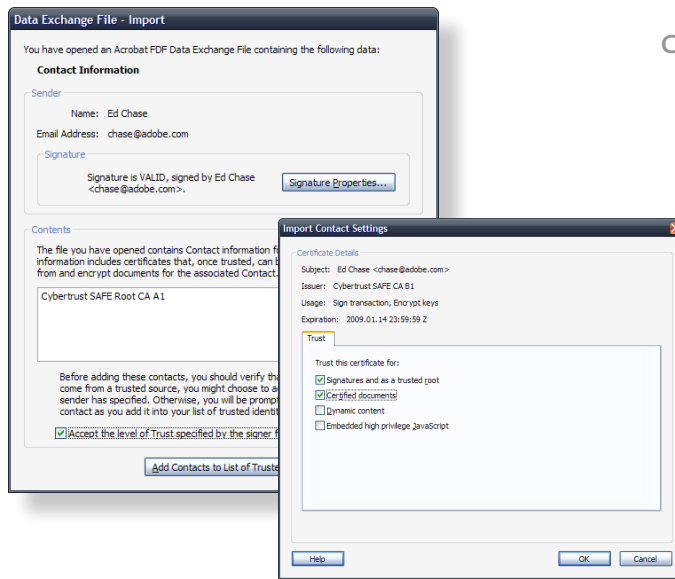 Data Exchange File - Import
You have opened an Acrobat FDF Data Exchange File containing the following data:
Contact Information
Sender
Name: Ed Chase
Email Address: chase@adobe.com
Signature
Signature is VALID, signed by Ed Chase
<chase@adobe.com>.
Signature Properties...
Contents
The file you have opened contains Contact information
information includes certificates that, once trusted, can
from and encrypt documents for the associated Contact.
Cybertrust SAFE Root CA A1
Before adding these contacts, you should verify
come from a trusted source, you might choose to
sender has specified. Otherwise, you will be
contact as you add it into your list of trusted
Accept the level of Trust specified by the signer
Add Contacts to List of
Import Contact Settings
Certificate Details
Subject: Ed Chase <chase@adobe.com>
Issuer: Cybertrust SAFE CA B1
Usage: Sign transaction, Encrypt keys
Expiration: 2009.01.14 23:59:59 Z
Trust
Trust this certificate for:
Signatures and as a trusted root
Certified documents
Dynamic content
Embedded high privilege JavaScript
Help
OK
Cancel